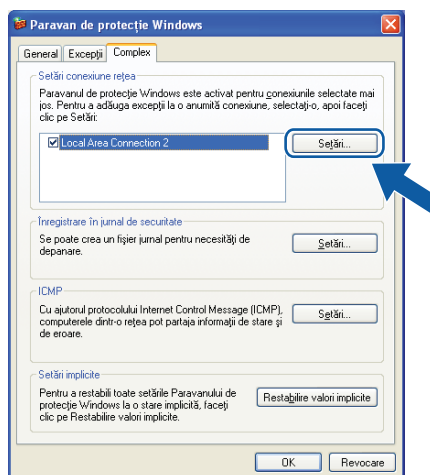 Paravan de protecție Windows
General Excepții Complex
Setări conexiune rețea
Paravanul de protecție Windows este activat pentru conexiunile selectate mai
jos. Pentru a adăuga excepții la o anumită conexiune, selectați-o, apoi faceți
clic pe Setări:
Local Area Connection 2
Setări...
Înregistrare în jurnal de securitate
Se poate crea un fișier jurnal pentru necesități de
depanare.
Setări...
ICMP
Cu ajutorul protocolului Internet Control Message (ICMP),
computerele dintr-o rețea pot partaja informații de stare și
de eroare.
Setări...
Setări implicite
Pentru a restabili toate setările Paravanului de
protecție Windows la o stare implicită, faceți
clic pe Restabilire valori implicite.
Restabilire valori implicite
OK Revocare